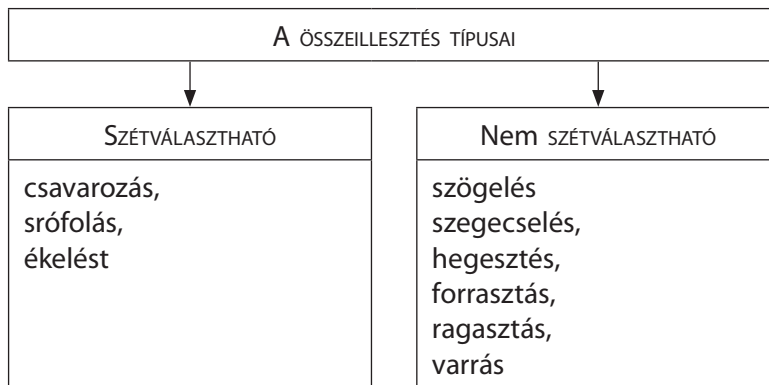 A ÖSSZEILLESZTÉS TÍPUSAI
SZÉTVÁLASZTHATÓ
csavarozás,
srófolás,
ékelést
Nem SZÉTVÁLASZTHATÓ
szögelés
szegecselés,
hegesztés,
forrasztás,
ragasztás,
varrás